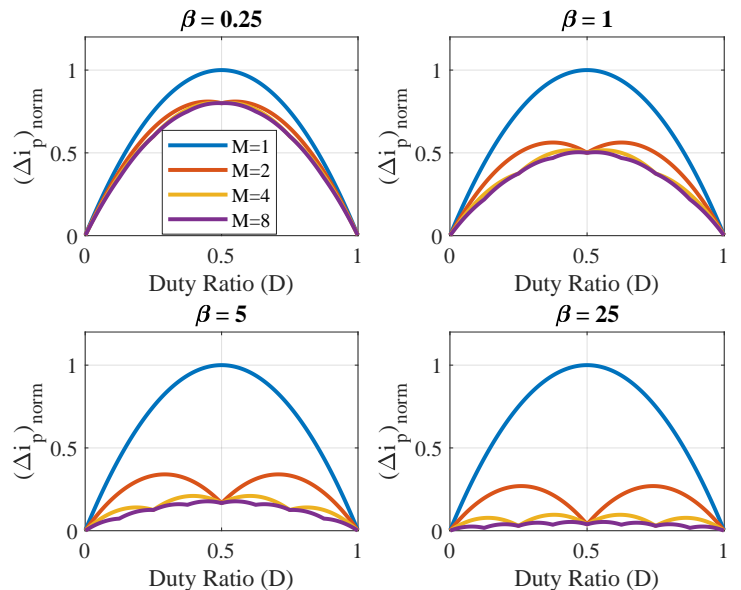 β = 0.25
1
0.5
0
0
0.5
1
(Δi_p)_norm
Duty Ratio (D)
M=1
M=2
M=4
M=8
β = 1
1
0.5
0
0
0.5
1
(Δi_p)_norm
Duty Ratio (D)
β = 5
1
0.5
0
0
0.5
1
(Δi_p)_norm
Duty Ratio (D)
β = 25
1
0.5
0
0
0.5
1
(Δi_p)_norm
Duty Ratio (D)